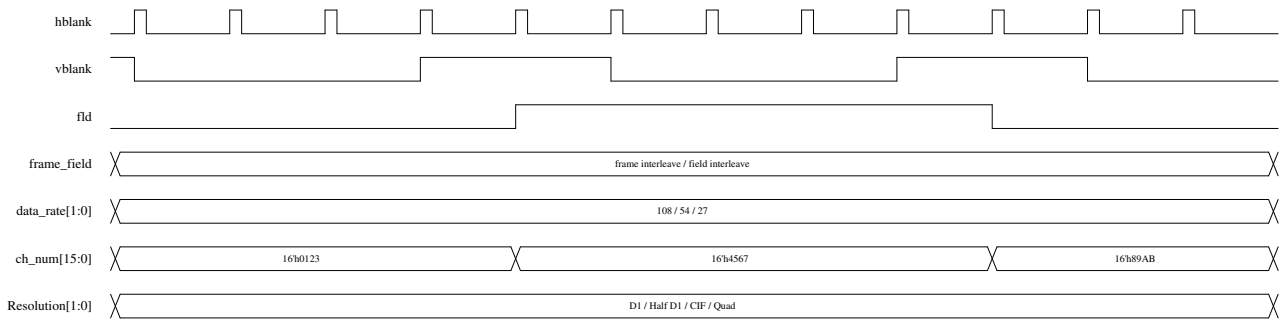 hblank
vblank
fld
frame_field frame interleave / field interleave
data_rate[1:0] 108 / 54 / 27
ch_num[15:0] 16'h0123 16'h4567 16'h89AB
Resolution[1:0] D1 / Half D1 / CIF / Quad